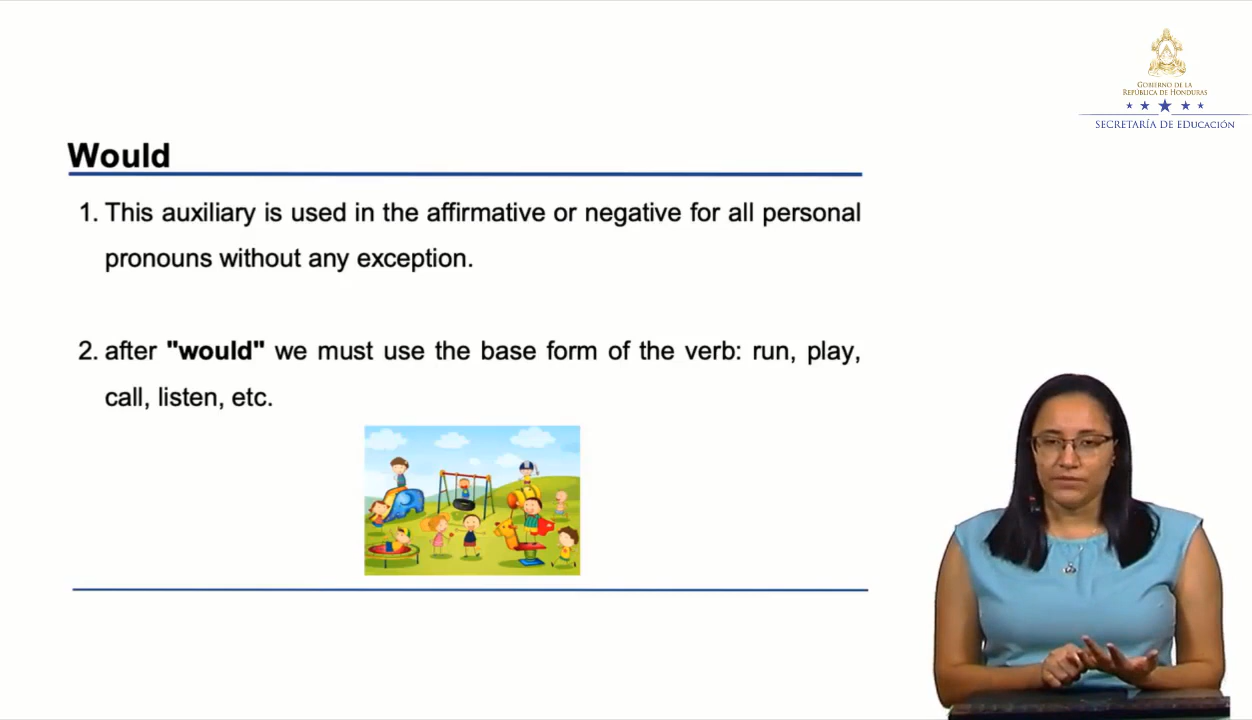 GOBIERNO DE LA
REPÚBLICA DE HONDURAS
SECRETARÍA DE EDUCACIÓN
Would
1. This auxiliary is used in the affirmative or negative for all personal
pronouns without any exception.
2. after "would" we must use the base form of the verb: run, play,
call, listen, etc.